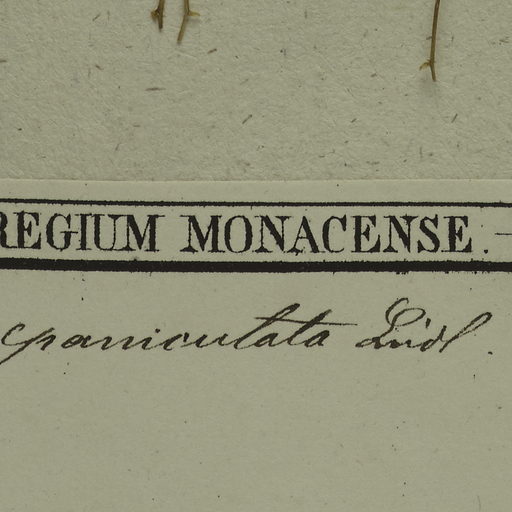 REGIUM MONACENSE. —
paniculata Lindl.